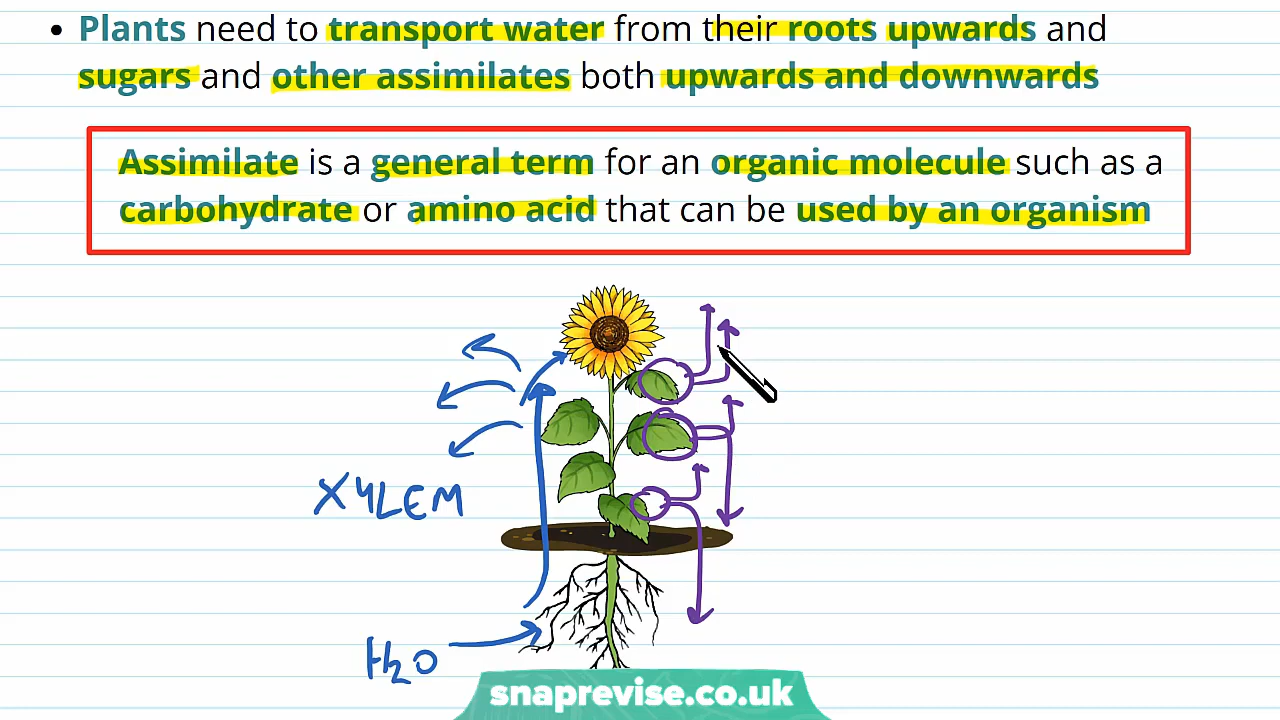 • Plants need to transport water from their roots upwards and
sugars and other assimilates both upwards and downwards
Assimilate is a general term for an organic molecule such as a
carbohydrate or amino acid that can be used by an organism
XYLEM
H2O
snaprevise.co.uk